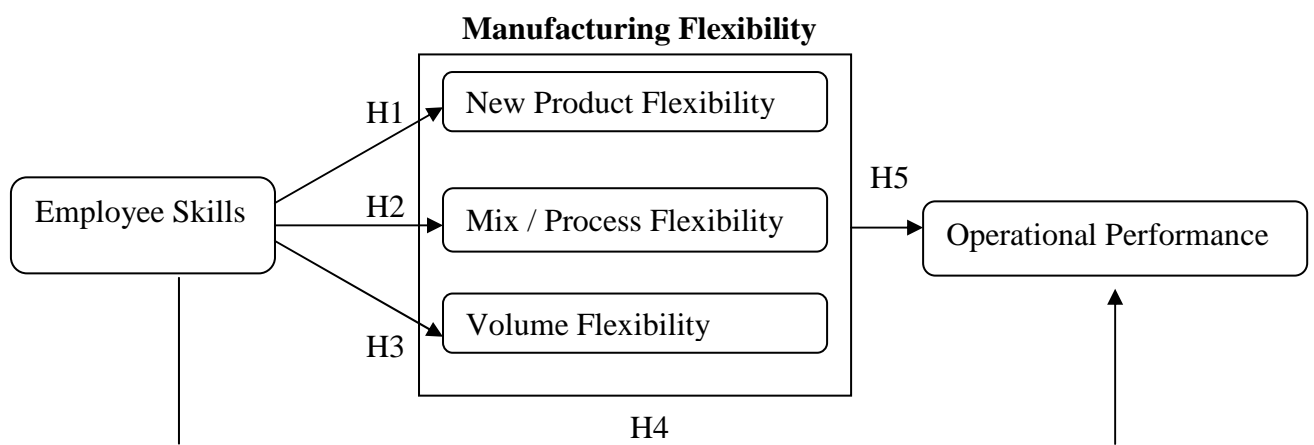 Manufacturing Flexibility
New Product Flexibility
H1
H5
Employee Skills
H2
Mix / Process Flexibility
Operational Performance
Volume Flexibility
H3
H4